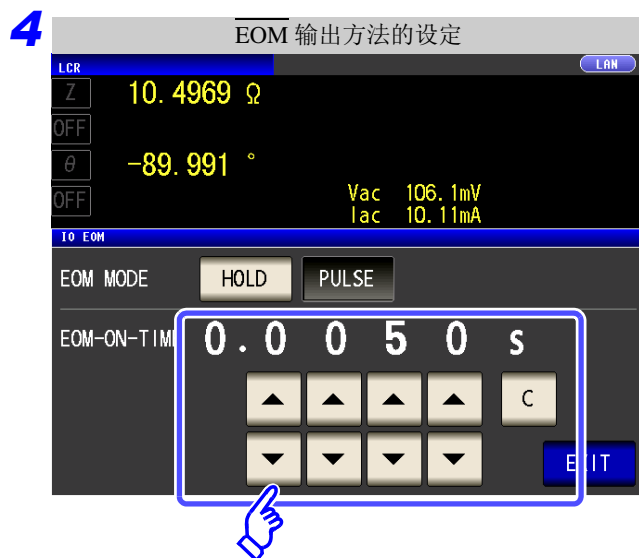 4
EOM 输出方法的设定
LCR
LAN
Z 10.4969 Ω
OFF
θ -89.991 °
OFF
Vac 106.1mV
Iac 10.11mA
IO EOM
EOM MODE HOLD PULSE
EOM-ON-TIM 0.0050 s
C
EXIT